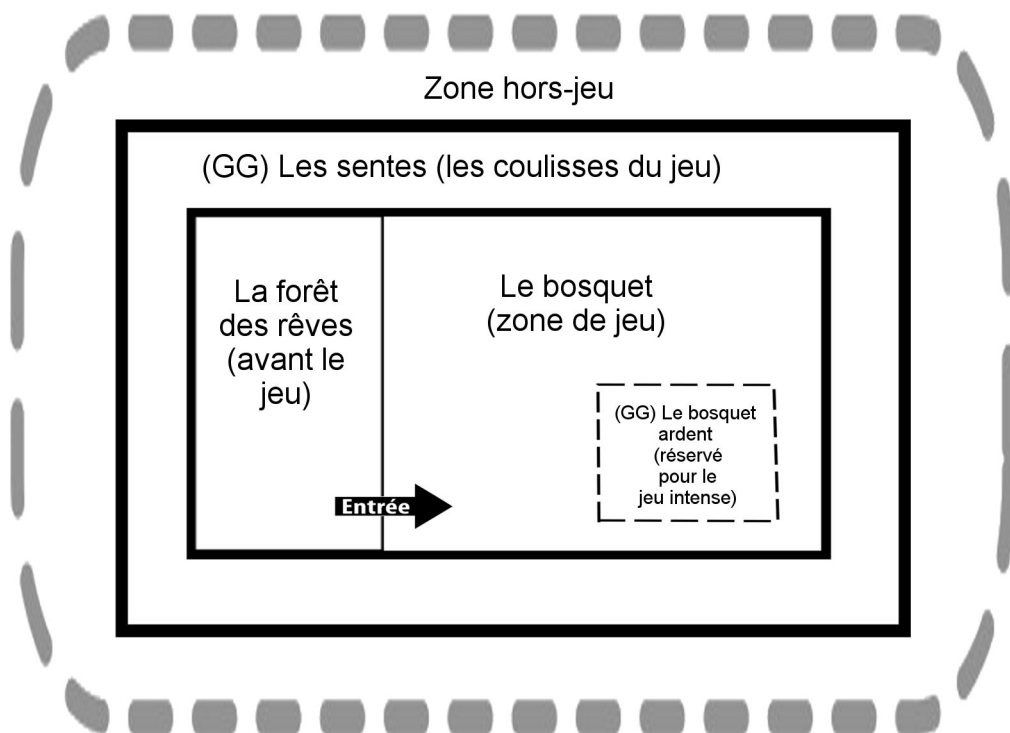 Zone hors-jeu
(GG) Les sentes (les coulisses du jeu)
La forêt
des rêves
(avant le
jeu)
Le bosquet
(zone de jeu)
(GG) Le bosquet
ardent
(réservé
pour le
jeu intense)
Entrée